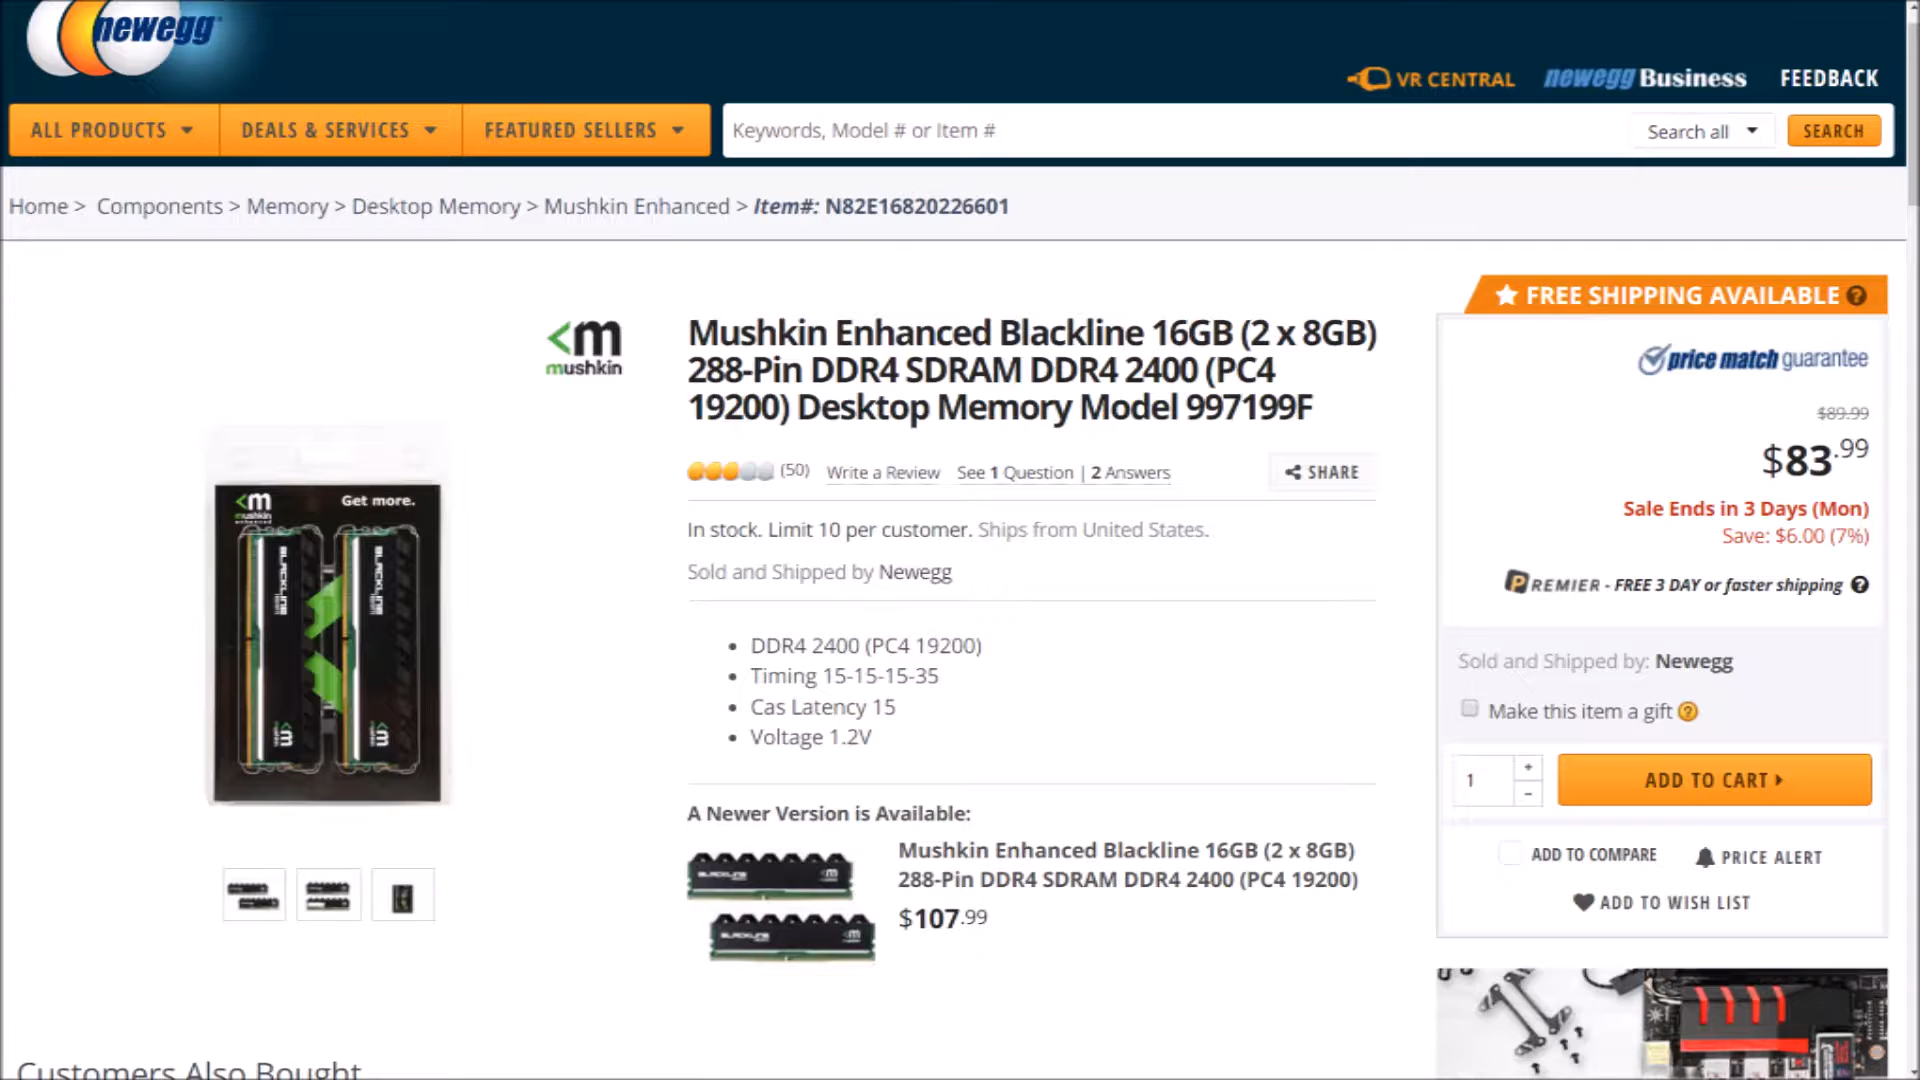 newegg
VR CENTRAL
newegg Business
FEEDBACK
ALL PRODUCTS
DEALS & SERVICES
FEATURED SELLERS
Keywords, Model # or Item #
Search all
SEARCH
Home > Components > Memory > Desktop Memory > Mushkin Enhanced > Item#: N82E16820226601
FREE SHIPPING AVAILABLE ?
<m
mushkin
Mushkin Enhanced Blackline 16GB (2 x 8GB)
288-Pin DDR4 SDRAM DDR4 2400 (PC4
19200) Desktop Memory Model 997199F
(50) Write a Review See 1 Question | 2 Answers
SHARE
In stock. Limit 10 per customer. Ships from United States.
Sold and Shipped by Newegg
DDR4 2400 (PC4 19200)
Timing 15-15-15-35
Cas Latency 15
Voltage 1.2V
A Newer Version is Available:
Mushkin Enhanced Blackline 16GB (2 x 8GB)
288-Pin DDR4 SDRAM DDR4 2400 (PC4 19200)
$107.99
<m
mushkin
enhanced
Get more.
BLACKLINE
BLACKLINE
price match guarantee
$89.99
$83.99
Sale Ends in 3 Days (Mon)
Save: $6.00 (7%)
PREMIER - FREE 3 DAY or faster shipping ?
Sold and Shipped by: Newegg
Make this item a gift ?
1
+
-
ADD TO CART
ADD TO COMPARE
PRICE ALERT
ADD TO WISH LIST
Customers Also Bought